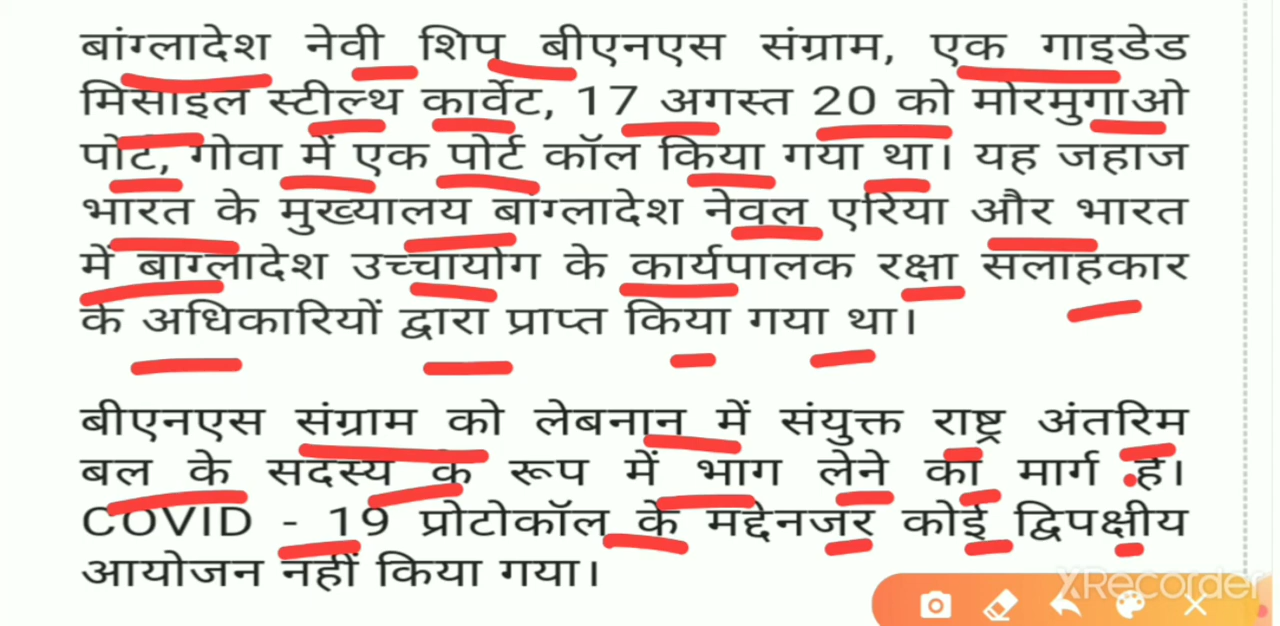 बांग्लादेश नेवी शिप बीएनएस संग्राम, एक गाइडेड
मिसाइल स्टील्थ कार्वेट, 17 अगस्त 20 को मोरमुगाओ
पोर्ट, गोवा में एक पोर्ट कॉल किया गया था। यह जहाज
भारत के मुख्यालय बांग्लादेश नेवल एरिया और भारत
में बांग्लादेश उच्चायोग के कार्यपालक रक्षा सलाहकार
के अधिकारियों द्वारा प्राप्त किया गया था।
बीएनएस संग्राम को लेबनान में संयुक्त राष्ट्र अंतरिम
बल के सदस्य के रूप में भाग लेने का मार्ग है।
COVID - 19 प्रोटोकॉल के मद्देनजर कोई द्विपक्षीय
आयोजन नहीं किया गया।
XRecorder